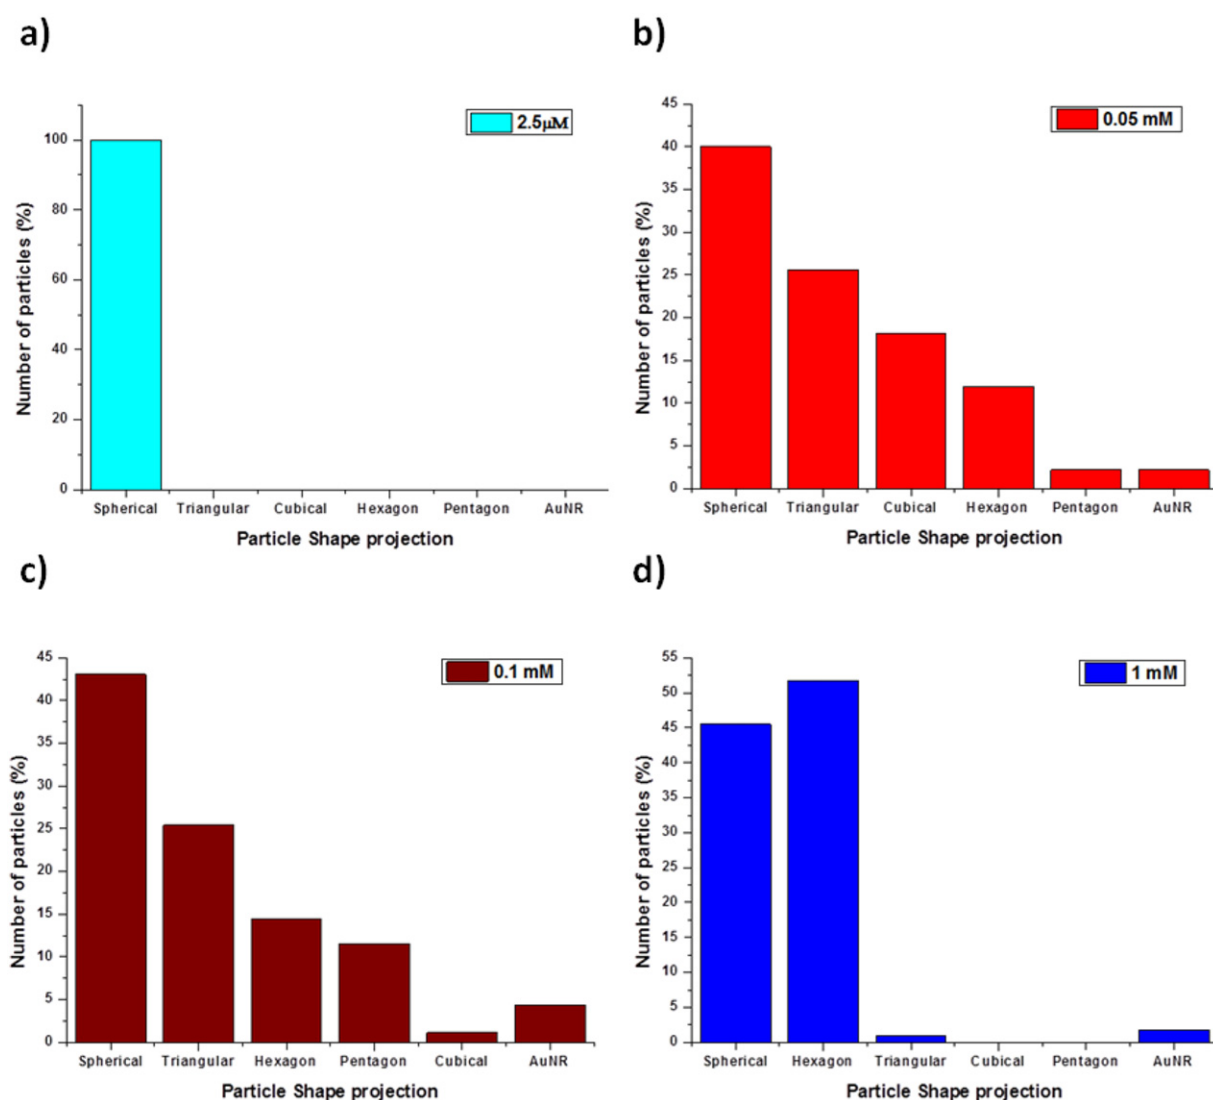 a)
2.5µM
100
80
60
40
20
0
Number of particles (%)
Spherical Triangular Cubical Hexagon Pentagon AuNR
Particle Shape projection
b)
0.05 mM
45
40
35
30
25
20
15
10
5
0
Number of particles (%)
Spherical Triangular Cubical Hexagon Pentagon AuNR
Particle Shape projection
c)
0.1 mM
45
40
35
30
25
20
15
10
5
0
Number of particles (%)
Spherical Triangular Hexagon Pentagon Cubical AuNR
Particle Shape projection
d)
1 mM
55
50
45
40
35
30
25
20
15
10
5
0
Number of particles (%)
Spherical Hexagon Triangular Cubical Pentagon AuNR
Particle Shape projection